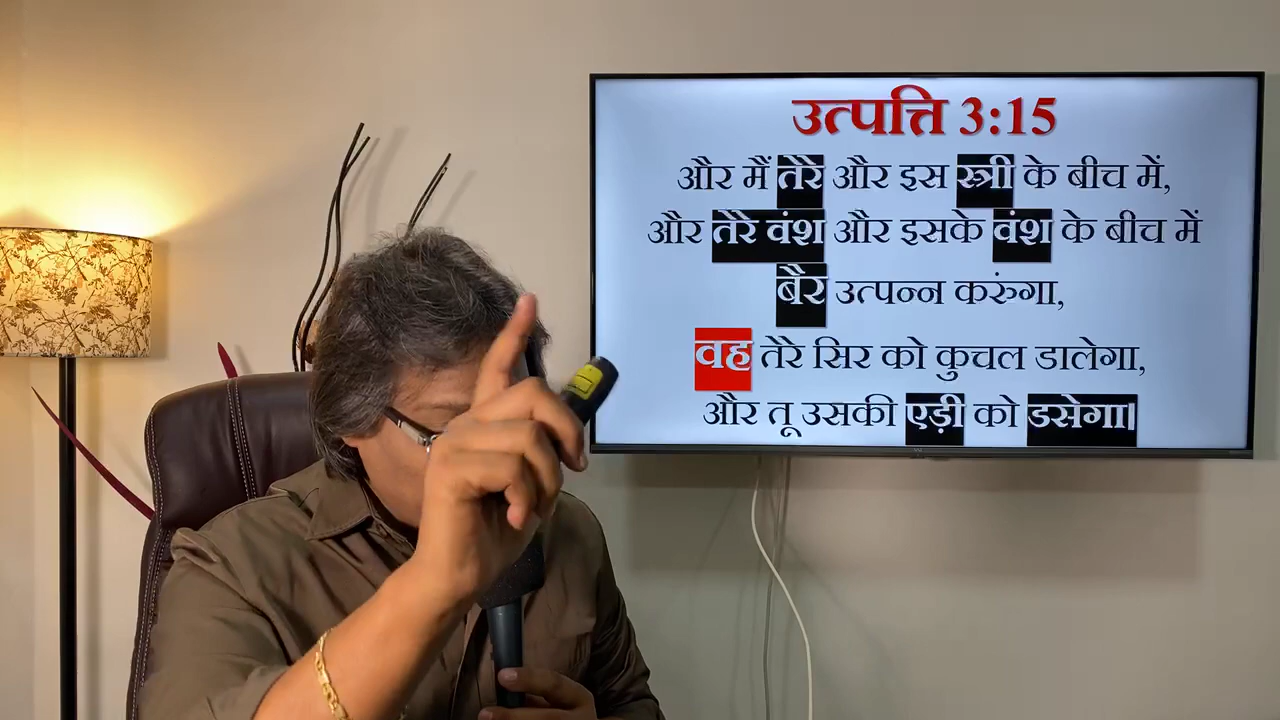 उत्पत्ति 3:15
और मैं तेरे और इस स्त्री के बीच में,
और तेरे वंश और इसके वंश के बीच में
बैर उत्पन्न करुंगा,
वह तेरे सिर को कुचल डालेगा,
और तू उसकी एड़ी को डसेगा।